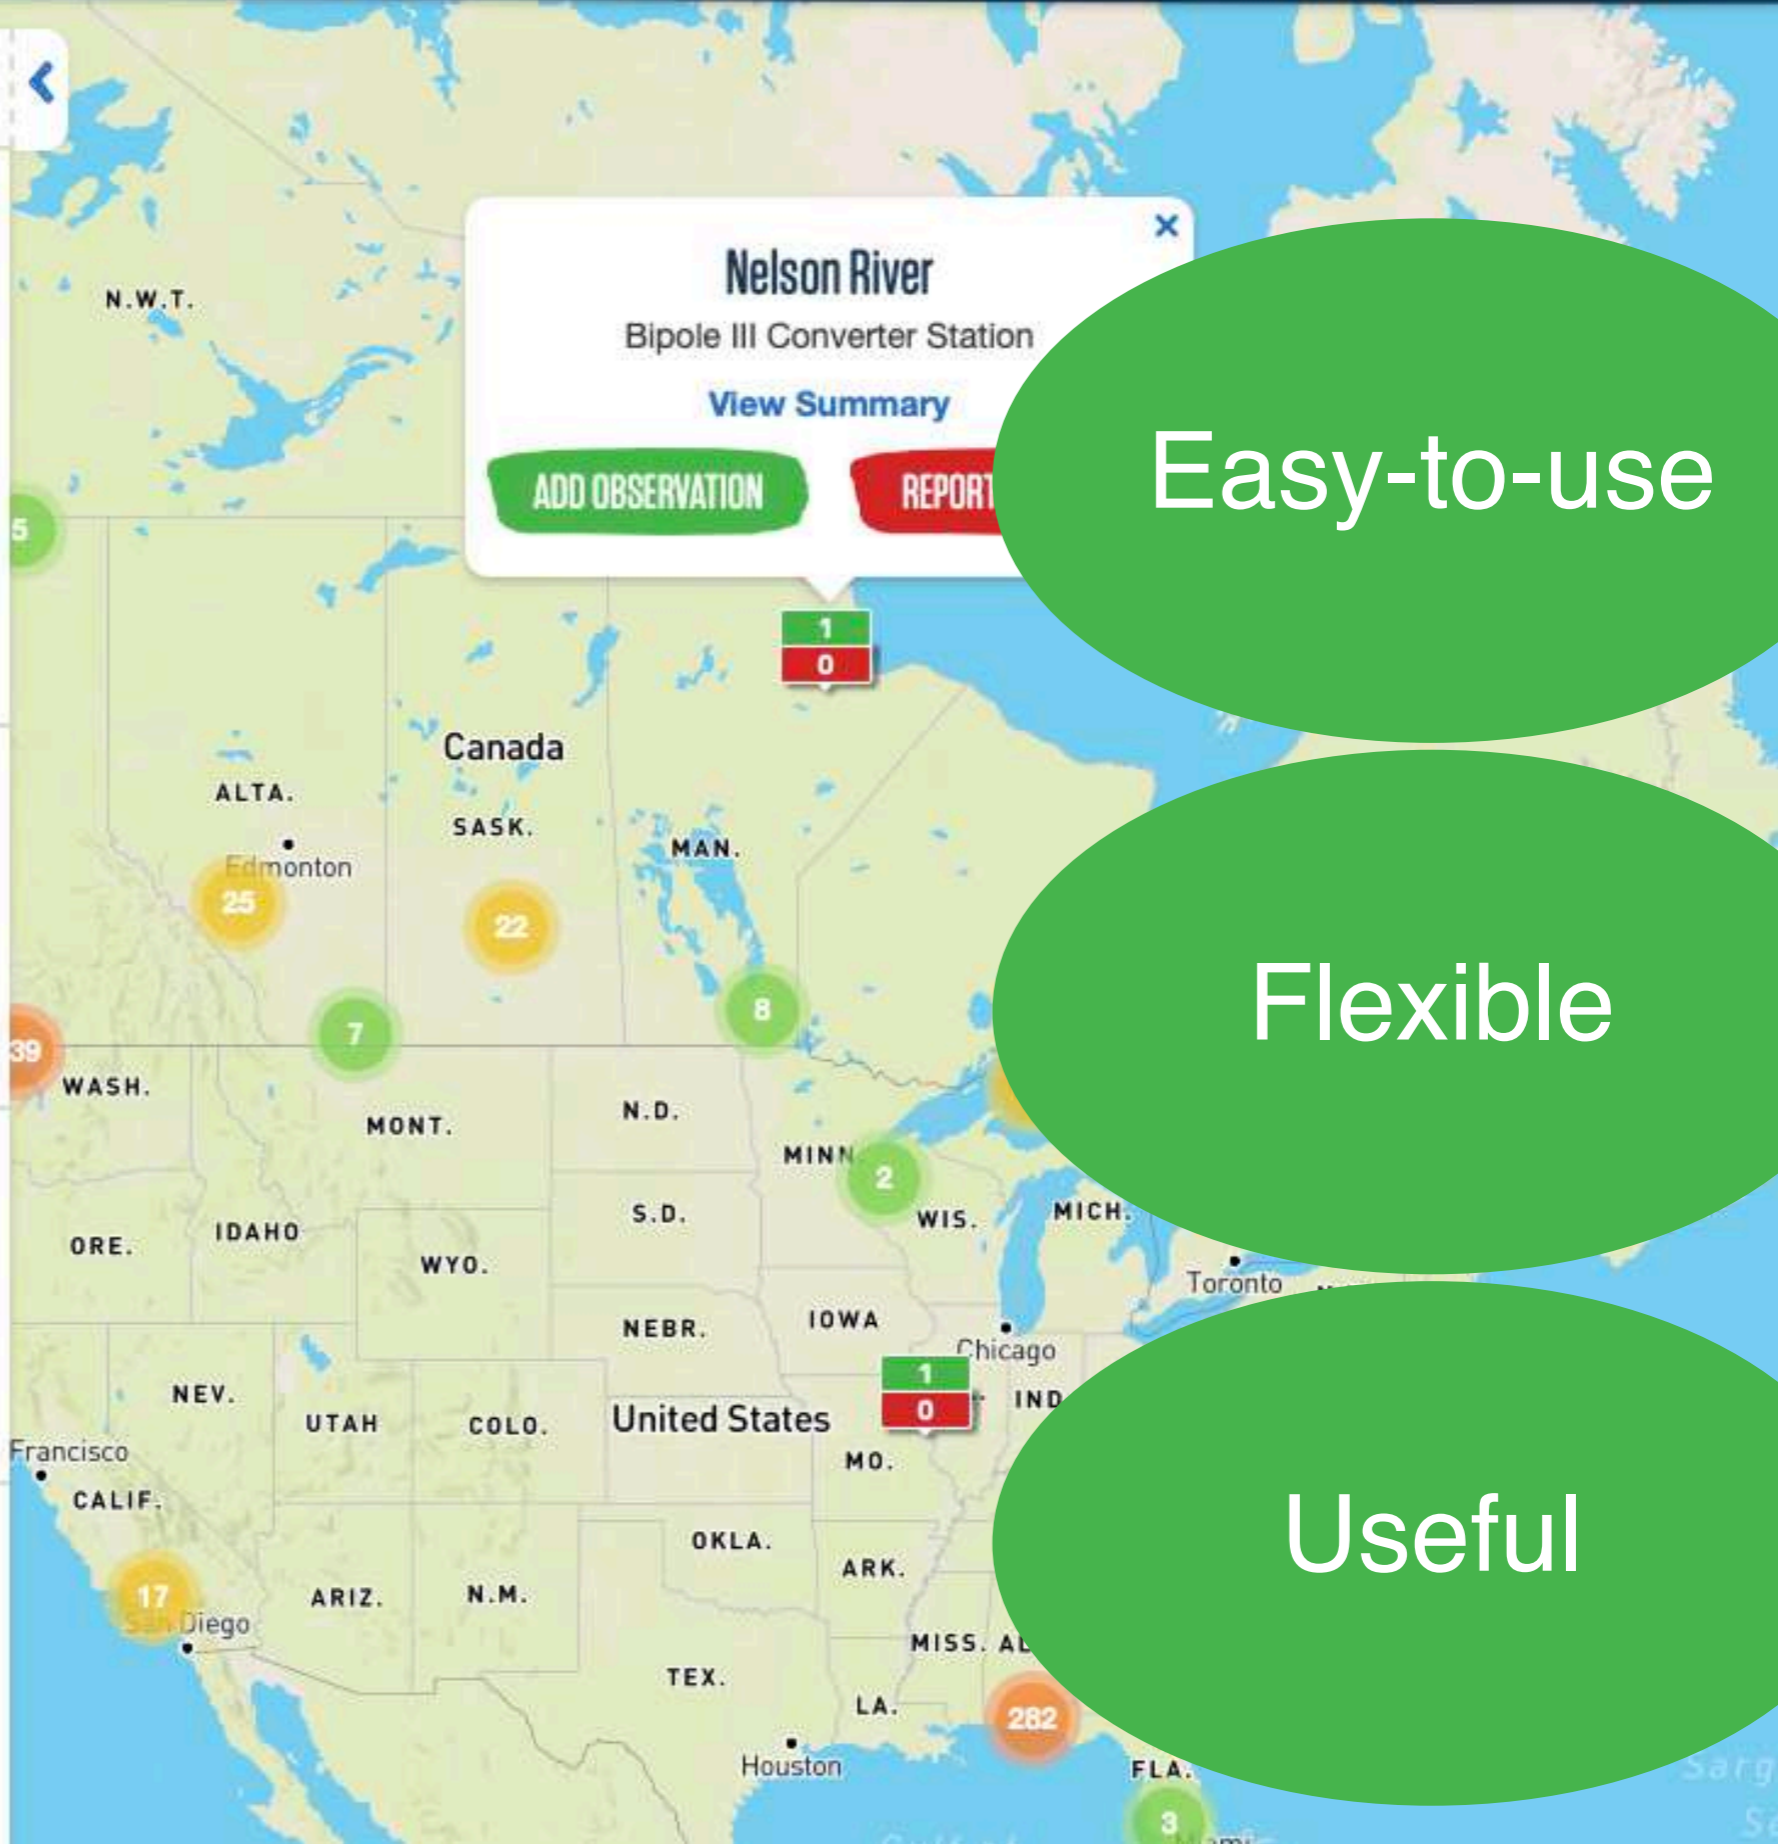 Nelson River
Bipole III Converter Station
View Summary
ADD OBSERVATION
REPORT
Easy-to-use
N.W.T.
5
1
0
Canada
ALTA.
SASK.
MAN.
Edmonton
25
22
Flexible
8
7
39
WASH.
MONT.
N.D.
MINN.
2
S.D.
WIS.
MICH.
ORE.
IDAHO
WYO.
Toronto
NEBR.
IOWA
Chicago
1
0
NEV.
UTAH
COLO.
United States
IND
Francisco
MO.
CALIF.
Useful
OKLA.
ARK.
17
ARIZ.
N.M.
San Diego
MISS.
TEX.
LA.
282
Houston
FLA.
3